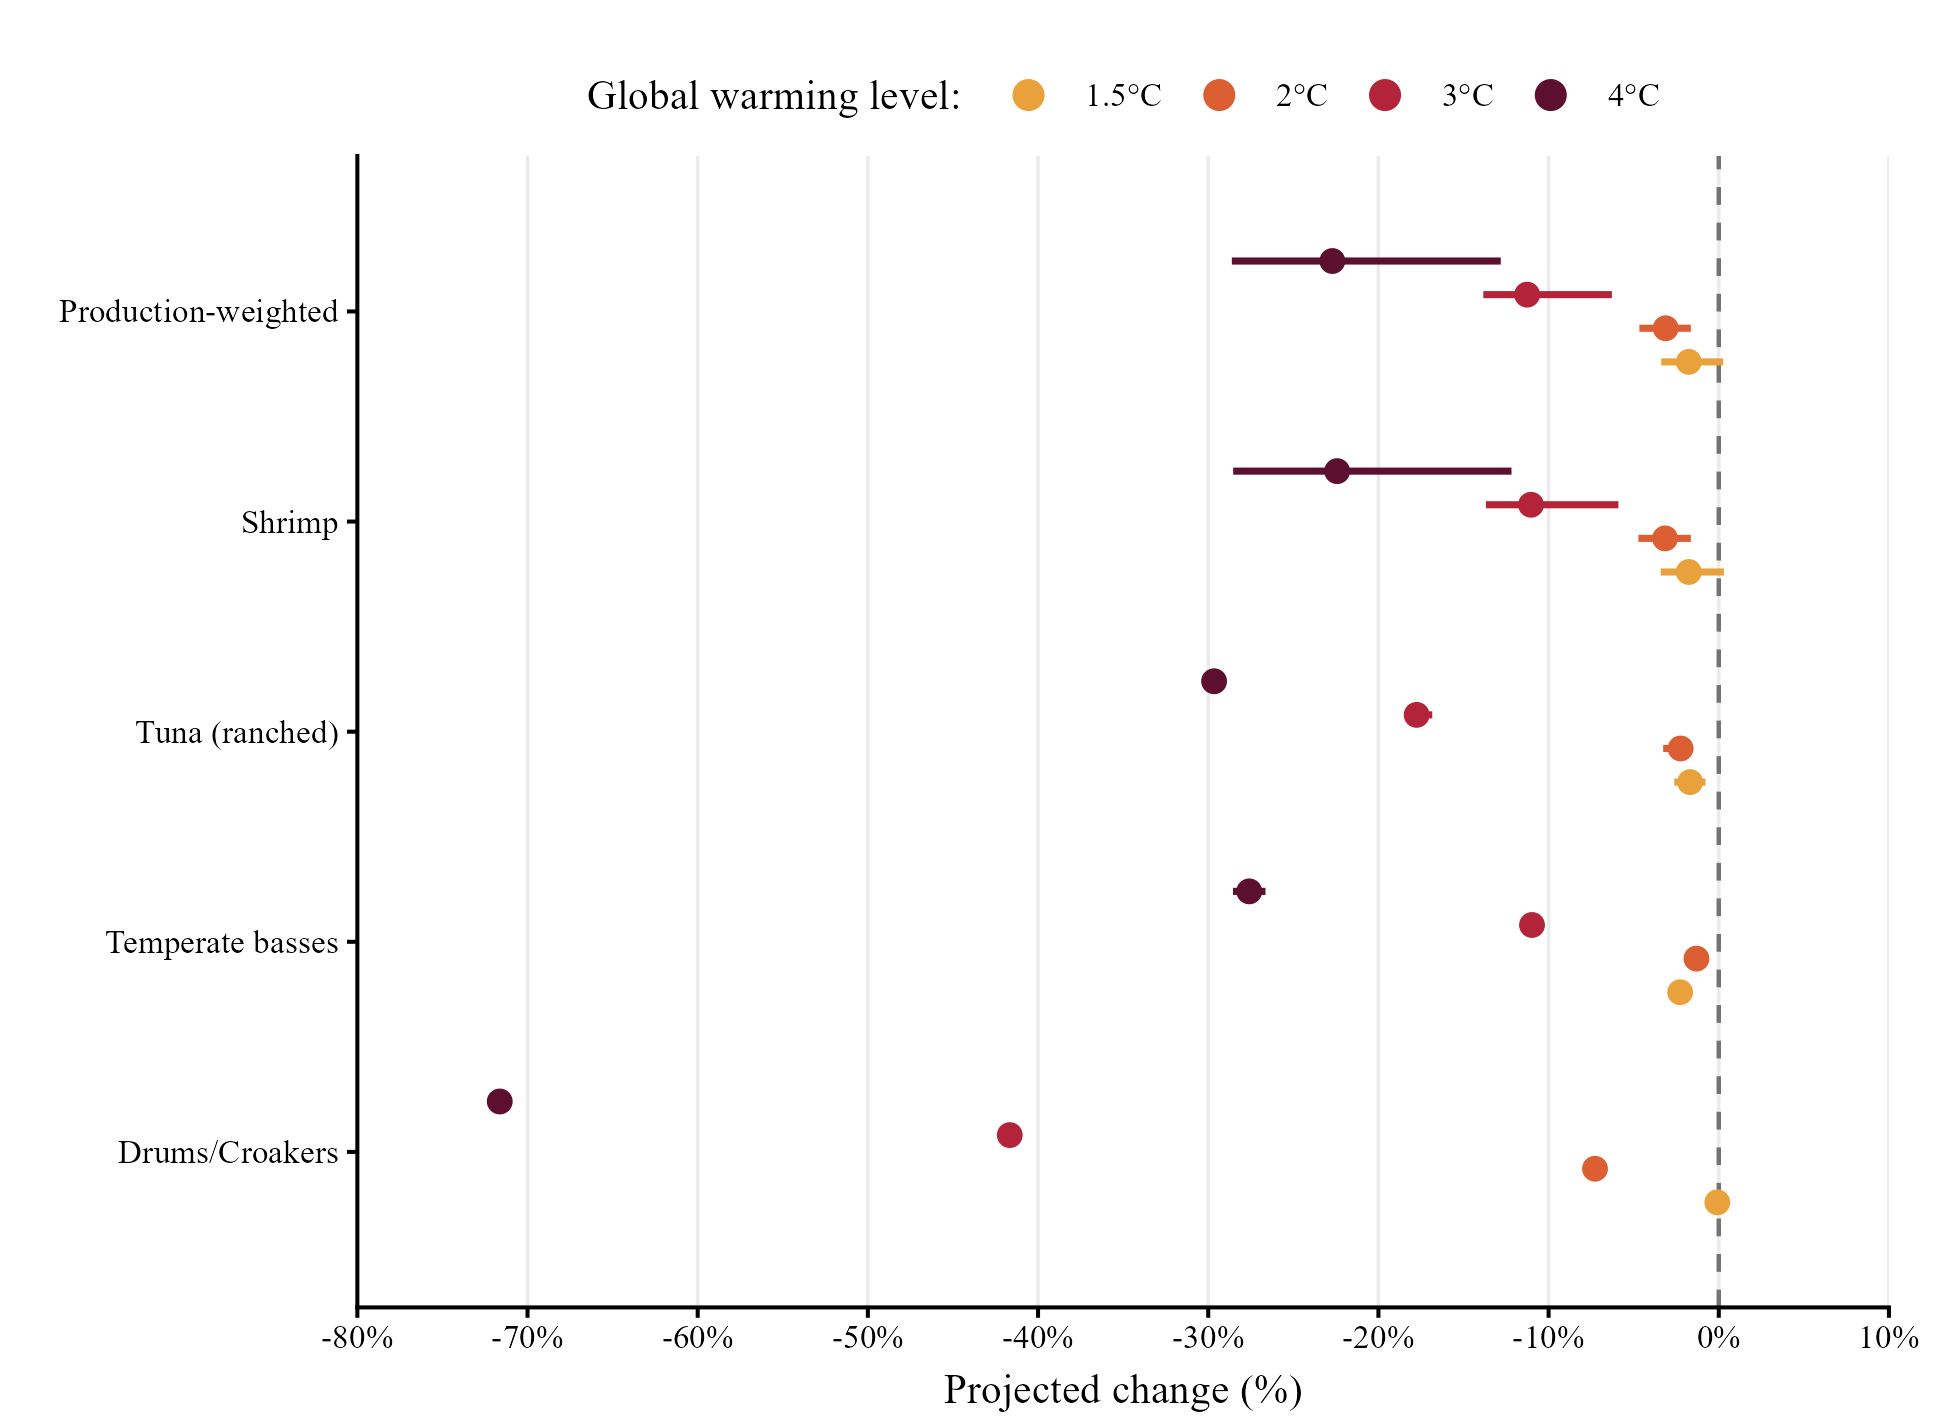 Global warming level: 1.5°C 2°C 3°C 4°C
Production-weighted
Shrimp
Tuna (ranched)
Temperate basses
Drums/Croakers
-80% -70% -60% -50% -40% -30% -20% -10% 0% 10%
Projected change (%)